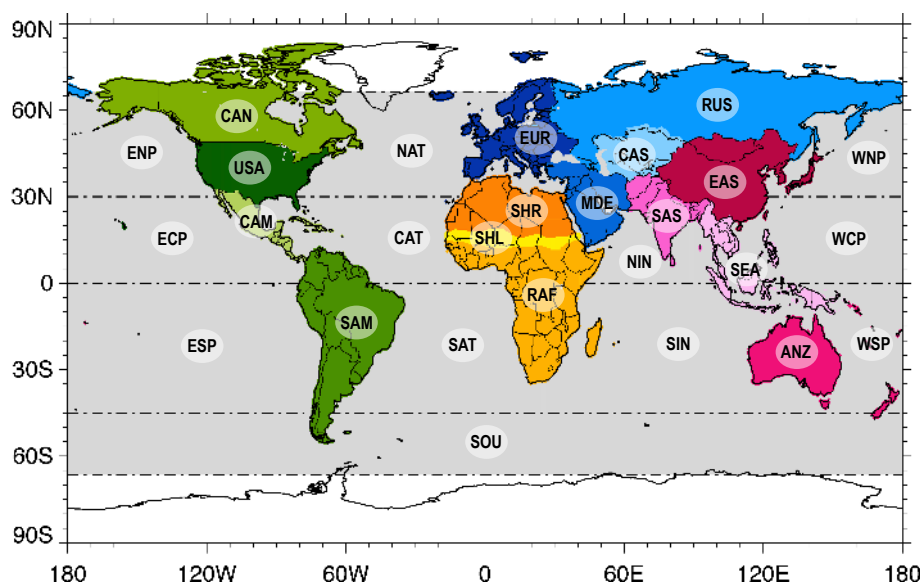 90N
60N
30N
0
30S
60S
90S
CAN
RUS
ENP
NAT
EUR
CAS
WNP
USA
EAS
SHR
MDE
SAS
CAM
ECP
CAT
SHL
WCP
NIN
SEA
RAF
SAM
ESP
SAT
SIN
ANZ
WSP
SOU
180 120W 60W 0 60E 120E 180